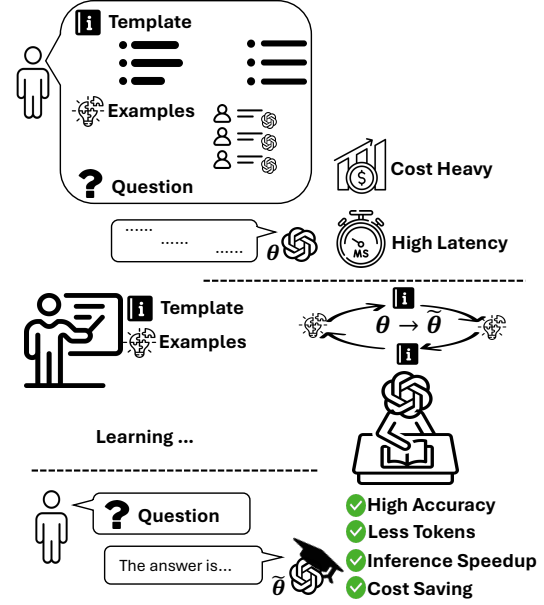 Template
Examples
? Question
Cost Heavy
......
......
......
θ
$
MS
High Latency
Template
Examples
θ → θ̃
Learning ...
? Question
The answer is...
θ̃
High Accuracy
Less Tokens
Inference Speedup
Cost Saving